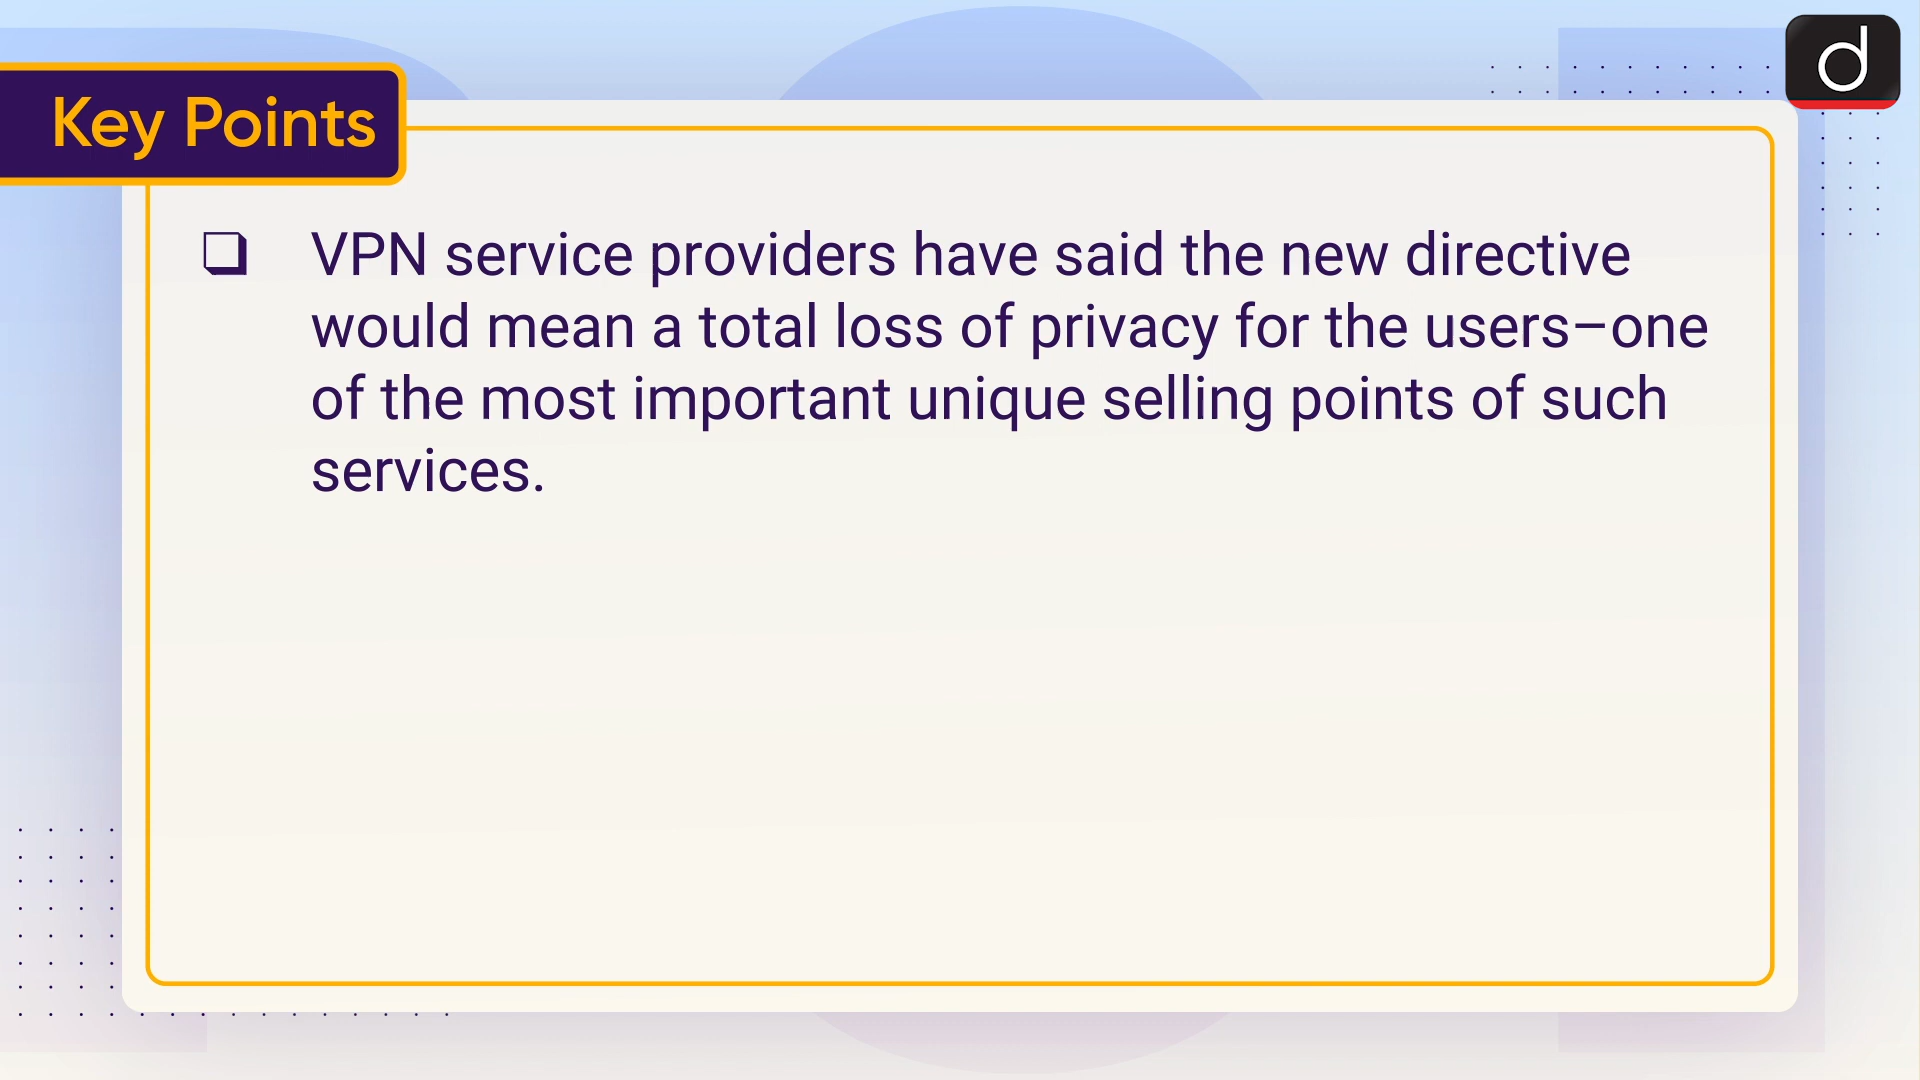 Key Points
d
❑ VPN service providers have said the new directive
would mean a total loss of privacy for the users–one
of the most important unique selling points of such
services.